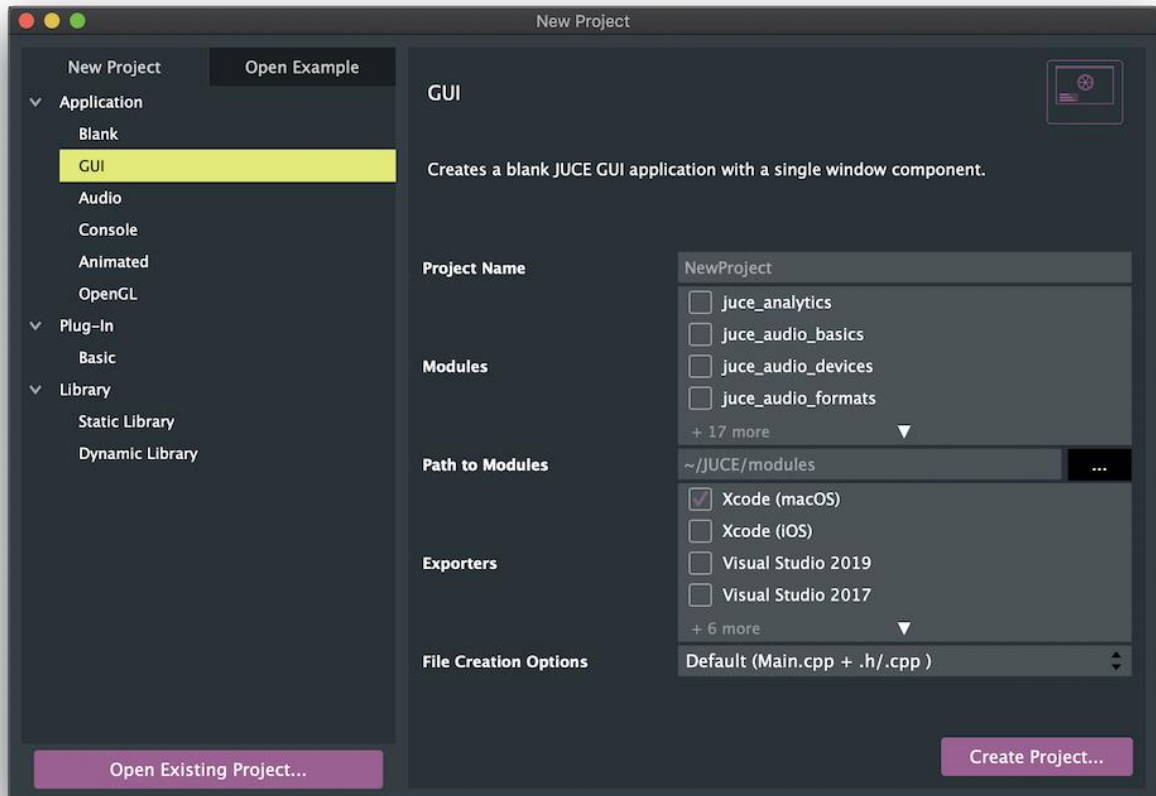 New Project
New Project
Open Example
Application
Blank
GUI
Audio
Console
Animated
OpenGL
Plug-In
Basic
Library
Static Library
Dynamic Library
Open Existing Project...
GUI
Creates a blank JUCE GUI application with a single window component.
Project Name
NewProject
Modules
juce_analytics
juce_audio_basics
juce_audio_devices
juce_audio_formats
+ 17 more
Path to Modules
~/JUCE/modules
...
Exporters
Xcode (macOS)
Xcode (iOS)
Visual Studio 2019
Visual Studio 2017
+ 6 more
File Creation Options
Default (Main.cpp + .h/.cpp )
Create Project...